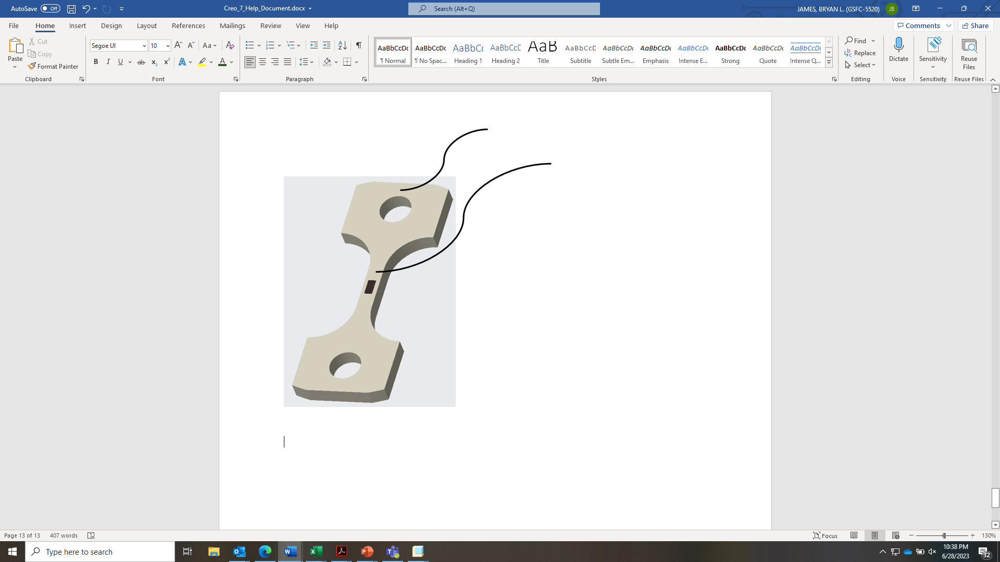 AutoSave Off Creo_7_Help_Document.docx Search (Alt+Q) JAMES, BRYAN L. (GSFC-5520) JB
File Home Insert Design Layout References Mailings Review View Help Comments Share
Paste Cut Copy Format Painter
Clipboard
Segoe UI 10 Aa
B I U ab x₂ x² A A
Font
Paragraph
AaBbCcDc AaBbCcDc AaBbCc AaBbCcD AaB AaBbCcD AaBbCcDc AaBbCcDc AaBbCcDc AaBbCcDc AaBbCcDc AaBbCcDc
¶ Normal ¶ No Spac... Heading 1 Heading 2 Title Subtitle Subtle Em... Emphasis Intense E... Strong Quote Intense Q...
Styles
Find
Replace
Select
Editing
Dictate
Voice
Sensitivity
Sensitivity
Reuse
Files
Reuse Files
Page 13 of 13 407 words Focus 130%
Type here to search
10:38 PM
6/28/2023
32